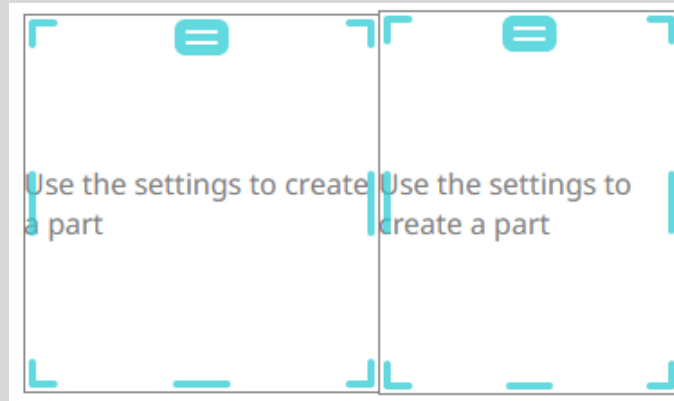 Use the settings to create
a part
Use the settings to
create a part